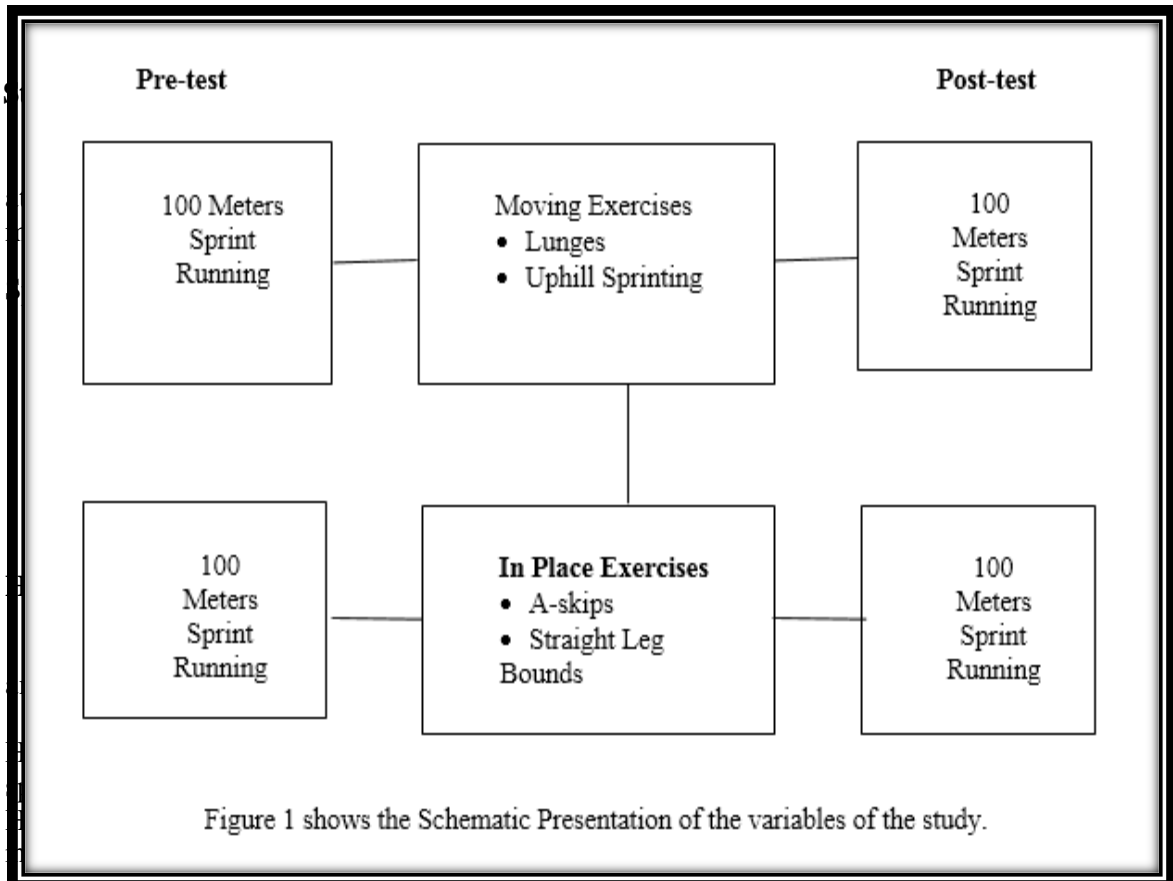 Pre-test
Post-test
100 Meters
Sprint
Running
Moving Exercises
• Lunges
• Uphill Sprinting
100
Meters
Sprint
Running
100
Meters
Sprint
Running
In Place Exercises
• A-skips
• Straight Leg
Bounds
100
Meters
Sprint
Running
Figure 1 shows the Schematic Presentation of the variables of the study.